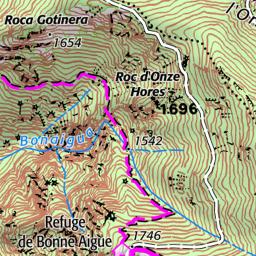 Roca Gotinera
1654
Roc d'Onze
Hores
1696
Bonaigua
1542
Refuge
de Bonne Aigue
1746